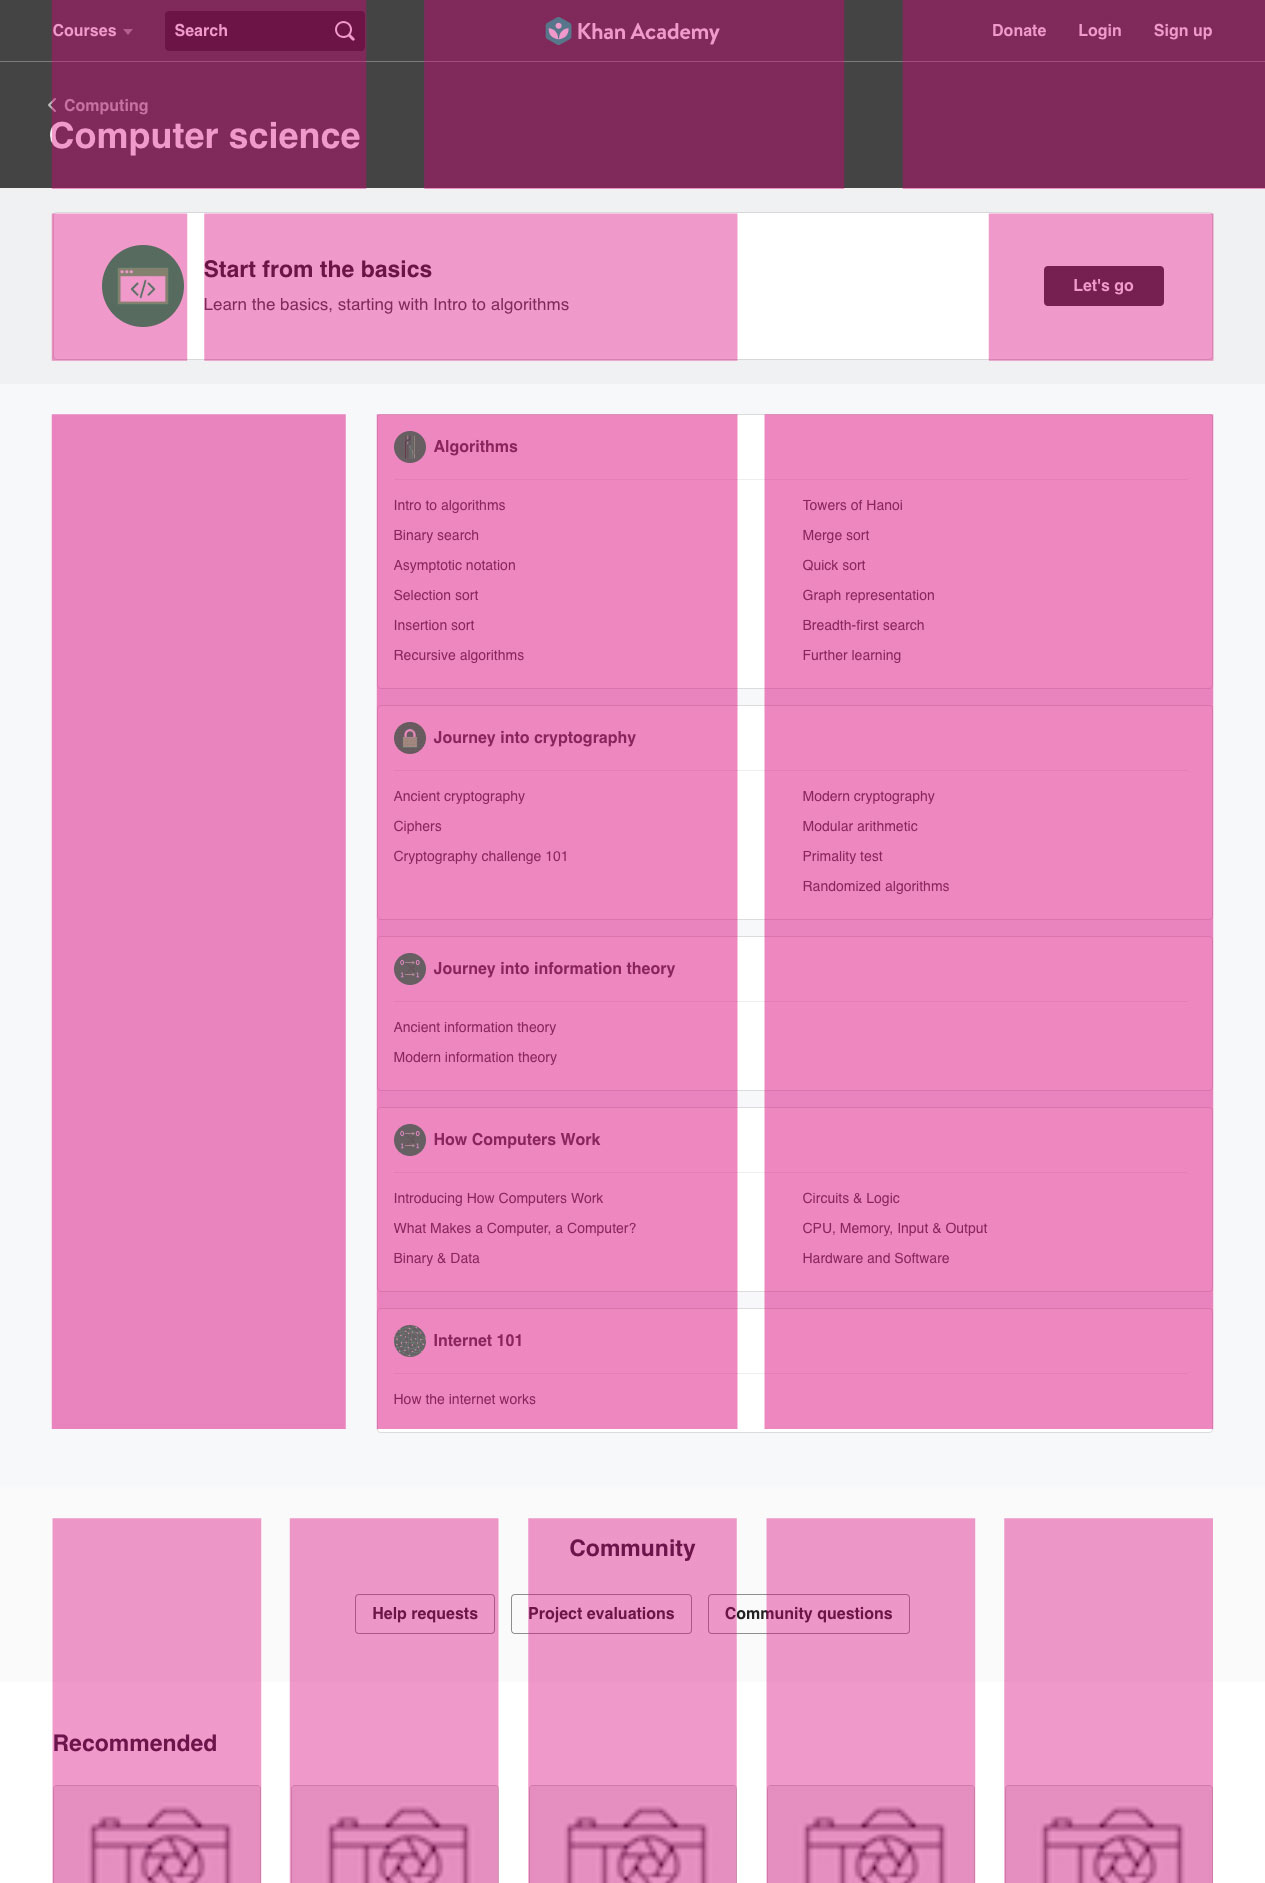 Courses
Search
Khan Academy
Donate
Login
Sign up
Computing
Computer science
Start from the basics
Learn the basics, starting with Intro to algorithms
Let's go
Algorithms
Intro to algorithms
Binary search
Asymptotic notation
Selection sort
Insertion sort
Recursive algorithms
Towers of Hanoi
Merge sort
Quick sort
Graph representation
Breadth-first search
Further learning
Journey into cryptography
Ancient cryptography
Ciphers
Cryptography challenge 101
Modern cryptography
Modular arithmetic
Primality test
Randomized algorithms
Journey into information theory
Ancient information theory
Modern information theory
How Computers Work
Introducing How Computers Work
What Makes a Computer, a Computer?
Binary & Data
Circuits & Logic
CPU, Memory, Input & Output
Hardware and Software
Internet 101
How the internet works
Community
Help requests
Project evaluations
Community questions
Recommended